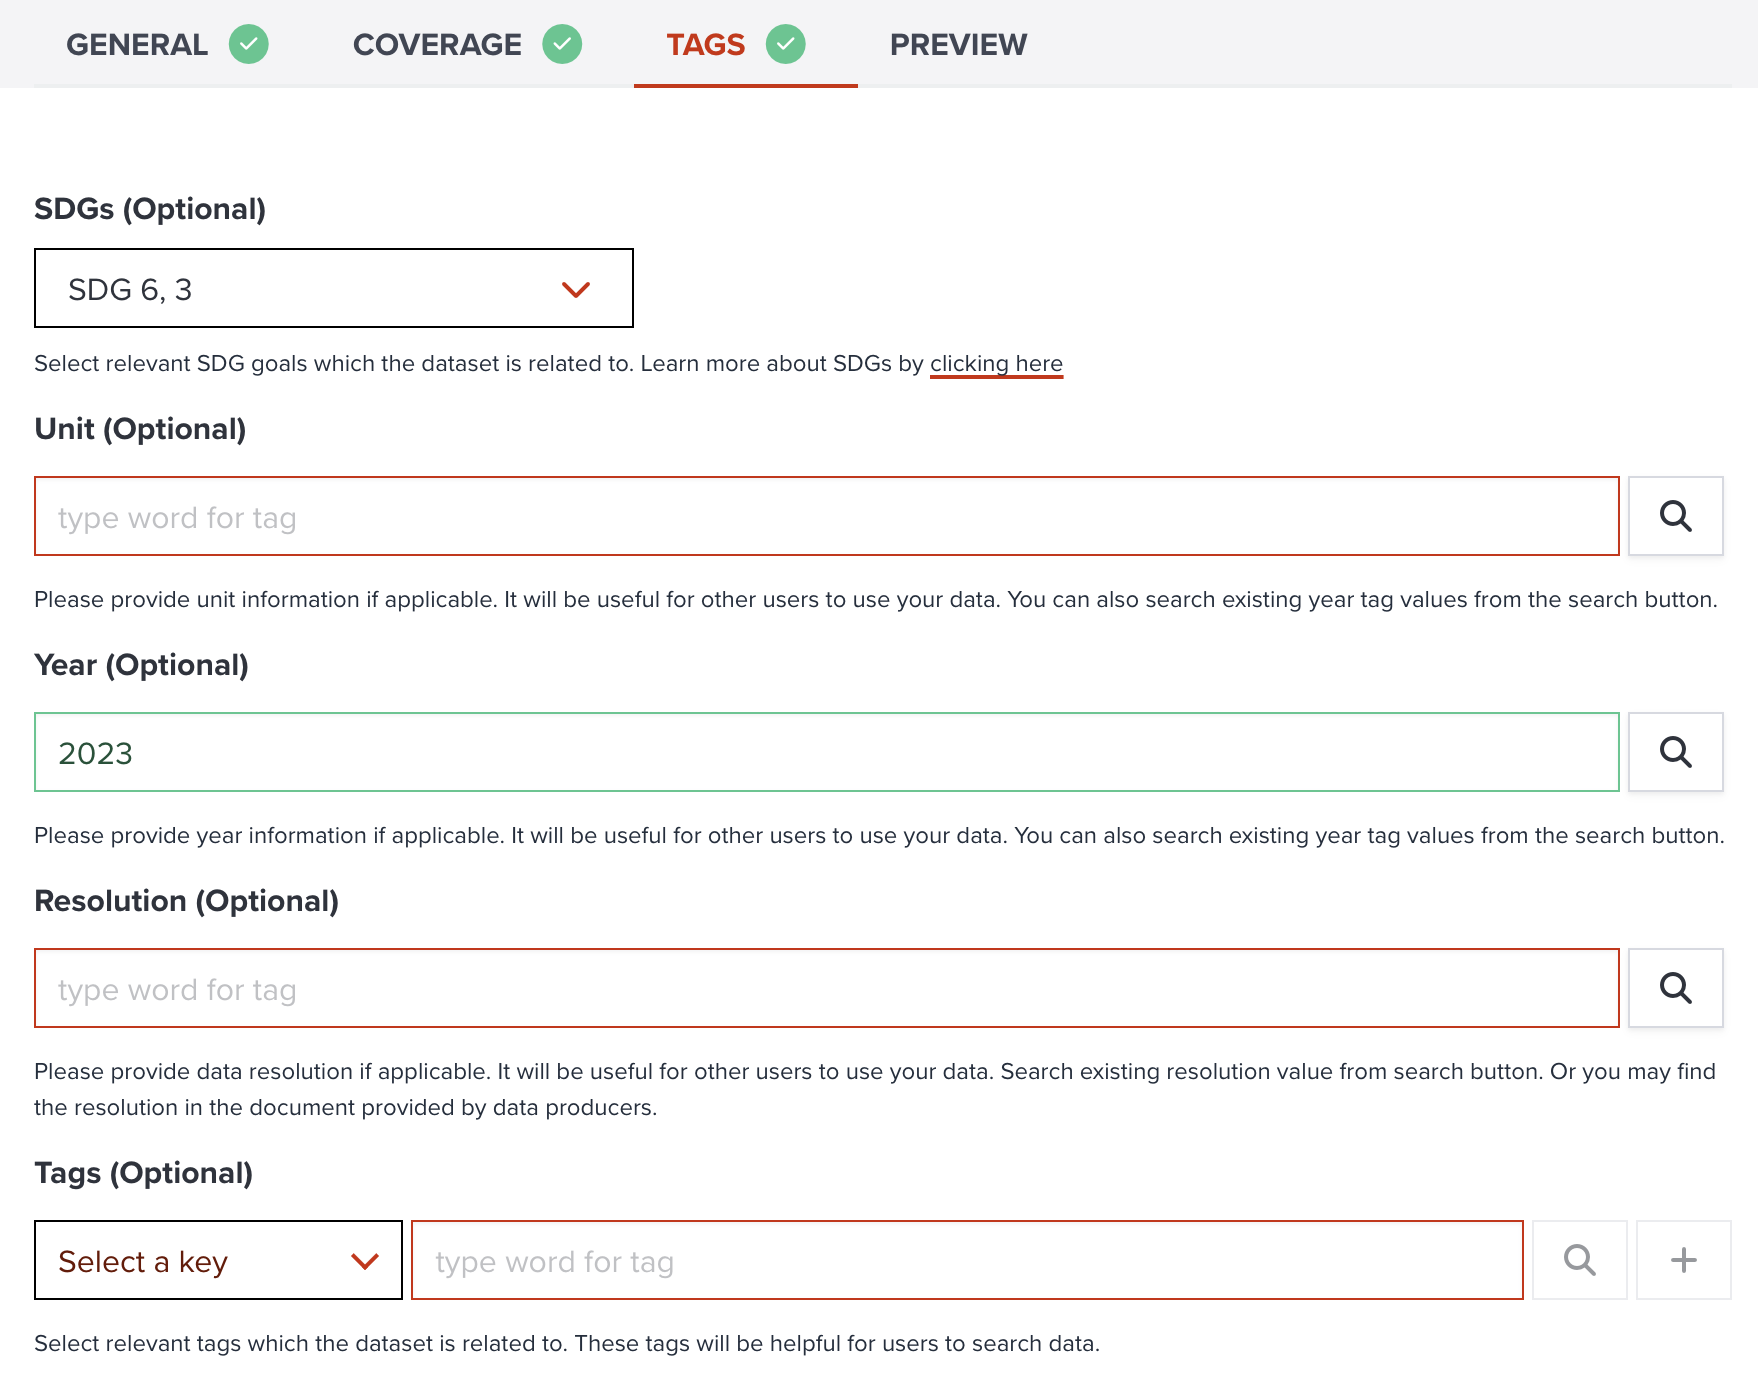 GENERAL COVERAGE TAGS PREVIEW
SDGs (Optional)
SDG 6, 3
Select relevant SDG goals which the dataset is related to. Learn more about SDGs by clicking here
Unit (Optional)
type word for tag
Please provide unit information if applicable. It will be useful for other users to use your data. You can also search existing year tag values from the search button.
Year (Optional)
2023
Please provide year information if applicable. It will be useful for other users to use your data. You can also search existing year tag values from the search button.
Resolution (Optional)
type word for tag
Please provide data resolution if applicable. It will be useful for other users to use your data. Search existing resolution value from search button. Or you may find
the resolution in the document provided by data producers.
Tags (Optional)
Select a key type word for tag
Select relevant tags which the dataset is related to. These tags will be helpful for users to search data.